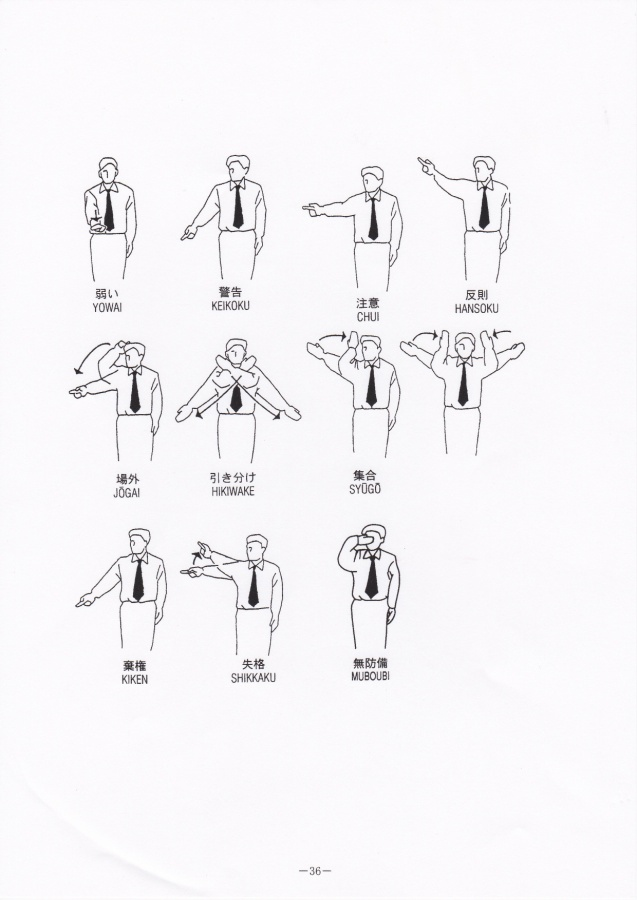 弱い
YOWAI
警告
KEIKOKU
注意
CHUI
反則
HANSOKU
場外
JŌGAI
引き分け
HIKIWAKE
集合
SYŪGŌ
棄権
KIKEN
失格
SHIKKAKU
無防備
MUBOUBI
—36—